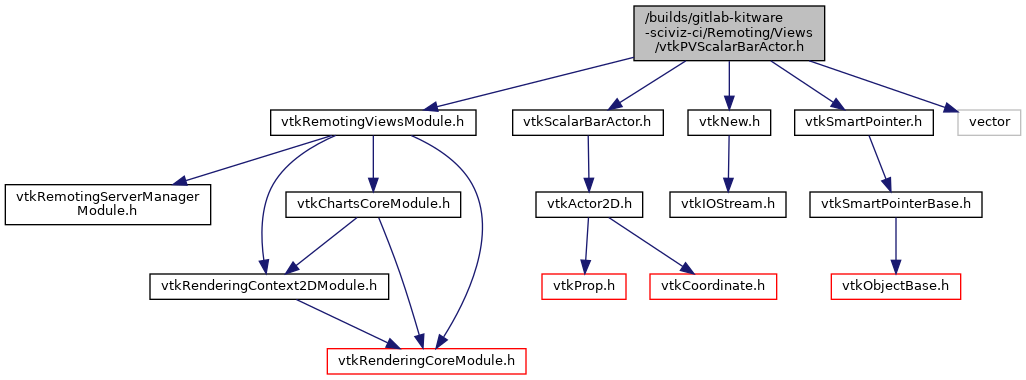 /builds/gitlab-kitware
-sciviz-ci/Remoting/Views
/vtkPVScalarBarActor.h
vtkRemotingViewsModule.h
vtkScalarBarActor.h
vtkNew.h
vtkSmartPointer.h
vector
vtkRemotingServerManager
Module.h
vtkChartsCoreModule.h
vtkActor2D.h
vtkIOStream.h
vtkSmartPointerBase.h
vtkRenderingContext2DModule.h
vtkProp.h
vtkCoordinate.h
vtkObjectBase.h
vtkRenderingCoreModule.h